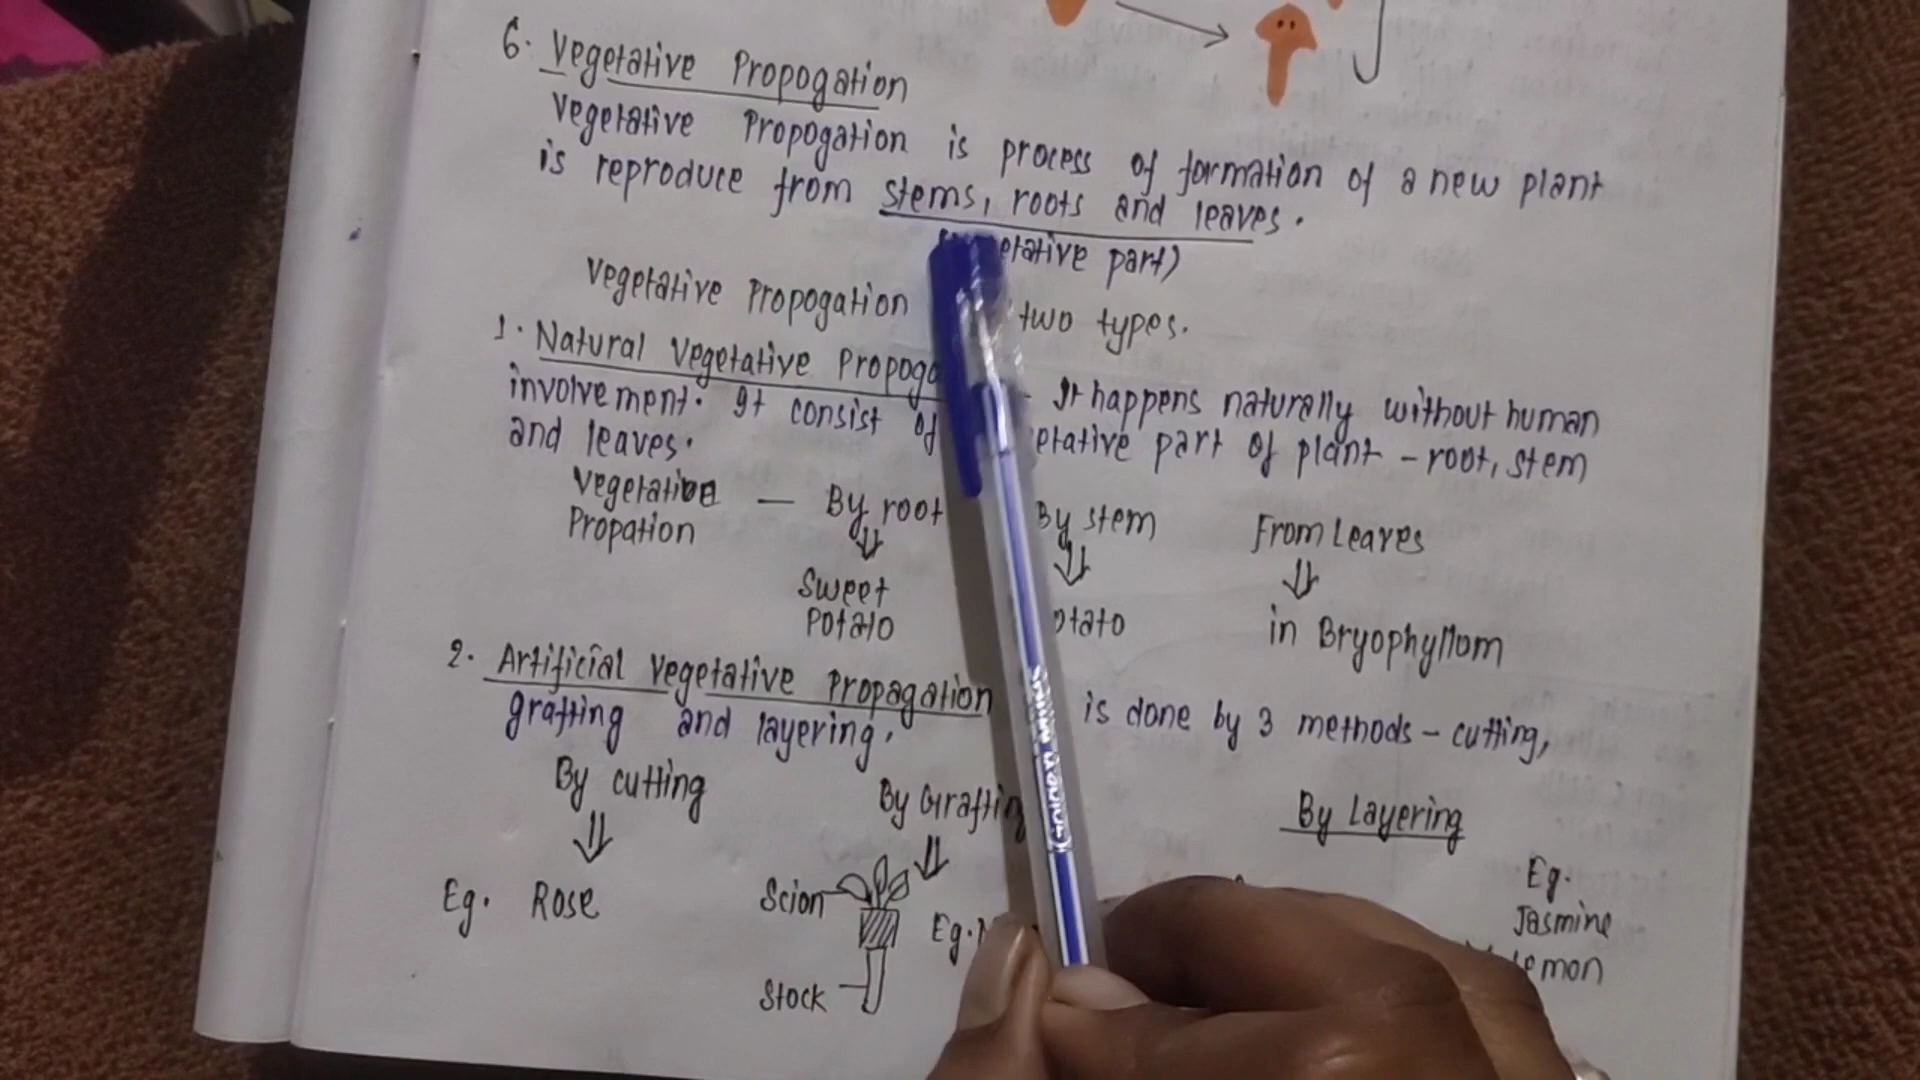 6. Vegetative Propogation
Vegetative Propogation is process of formation of a new plant
is reproduce from stems, roots and leaves.
part)
Vegetative Propogation two types.
1. Natural Vegetative Propoga It happens naturally without human
involvement. It consist of part of plant - root, stem
and leaves.
Vegetative Propation — By root By stem From Leaves
Sweet Potato in Bryophyllom
2. Artificial Vegetative Propagation is done by 3 methods - cutting,
grafting and layering.
By cutting By Graftin By Layering
Eg. Rose
Scion
Stock
Eg.
Eg.
Jasmine
Golden